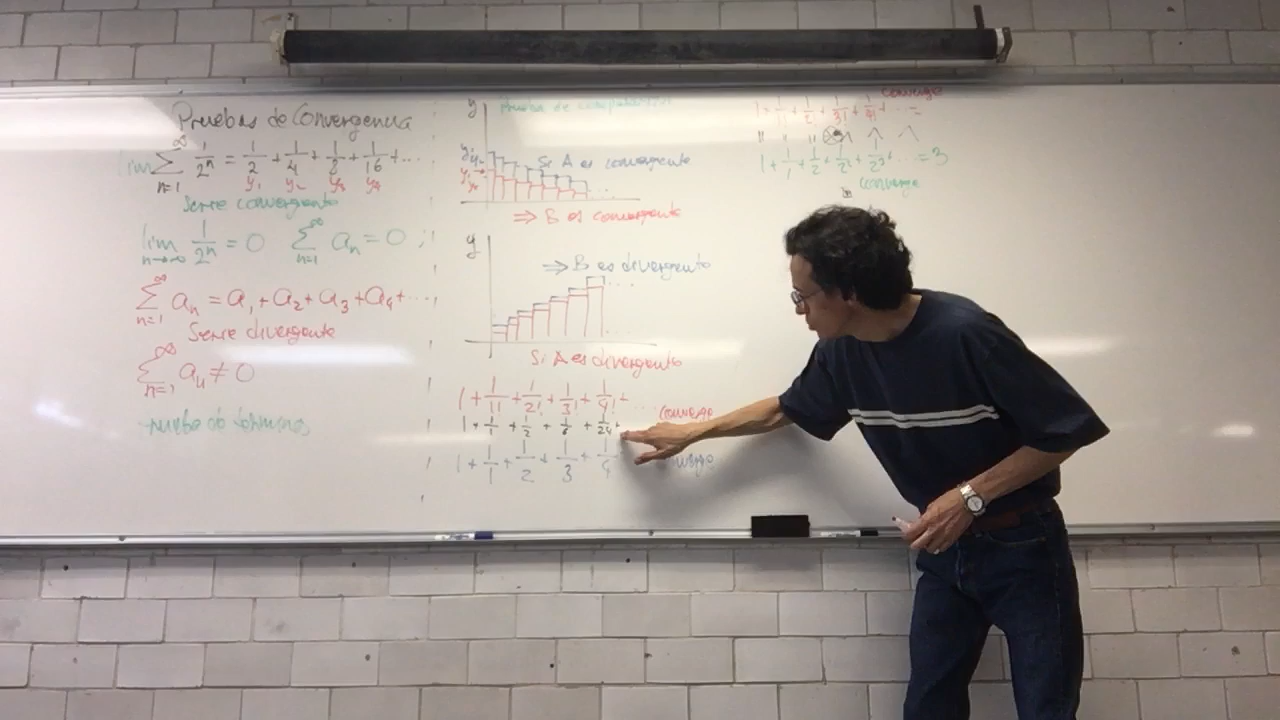 Pruebas de Convergencia
lim ∞∑n=1 1/2ⁿ = 1/2 + 1/4 + 1/2 + 1/16 + ...
y₁ y₂ y₃ y₄
Serie convergente
lim n→∞ 1/2ⁿ = 0 ∞∑n=1 aₙ = 0 ;
∞∑n=1 aₙ = a₁ + a₂ + a₃ + a₄ + ...
Serie divergente
∞∑n=1 aₙ ≠ 0
y Prueba de comparación
Si A es convergente
⇒ B es convergente
y
⇒ B es divergente
Si A es divergente
1 + 1/1! + 1/2! + 1/3! + 1/4! + ... converge
1 + 1/1 + 1/2 + 1/6 + 1/24 +
1 + 1/1 + 1/2 + 1/3 + 1/4
converge
1 + 1/1! + 1/2! + 1/3! + 1/4! + ... =
" " " ^ ^ ^
1 + 1/1 + 1/2 + 1/2² + 1/2³ + ... = 3
converge